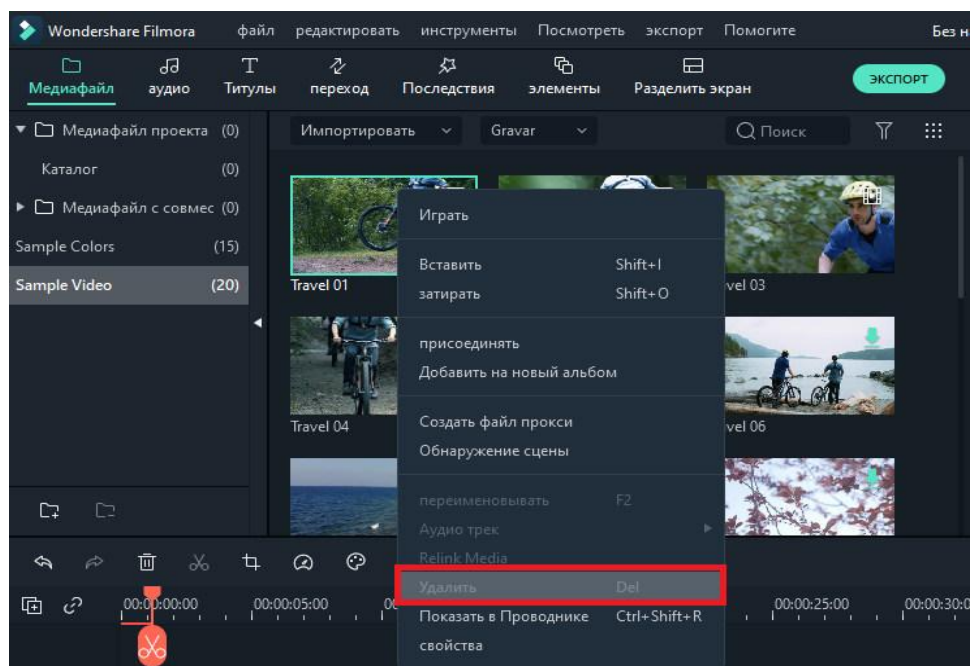 Wondershare Filmora файл редактировать инструменты Посмотреть экспорт Помогите Без н
Медиафайл аудио Титулы переход Последствия элементы Разделить экран ЭКСПОРТ
Медиафайл проекта (0) Импортировать Gravar Поиск
Каталог (0)
Медиафайл с совмес (0)
Sample Colors (15)
Sample Video (20)
Travel 01
vel 03
Travel 04
vel 06
Играть
Вставить Shift+I
затирать Shift+O
присоединять
Добавить на новый альбом
Создать файл прокси
Обнаружение сцены
переименовывать F2
Аудио трек
Relink Media
Удалить Del
Показать в Проводнике Ctrl+Shift+R
свойства
00:00:00:00 00:00:05:00 00 00:00:25:00 00:00:30:0